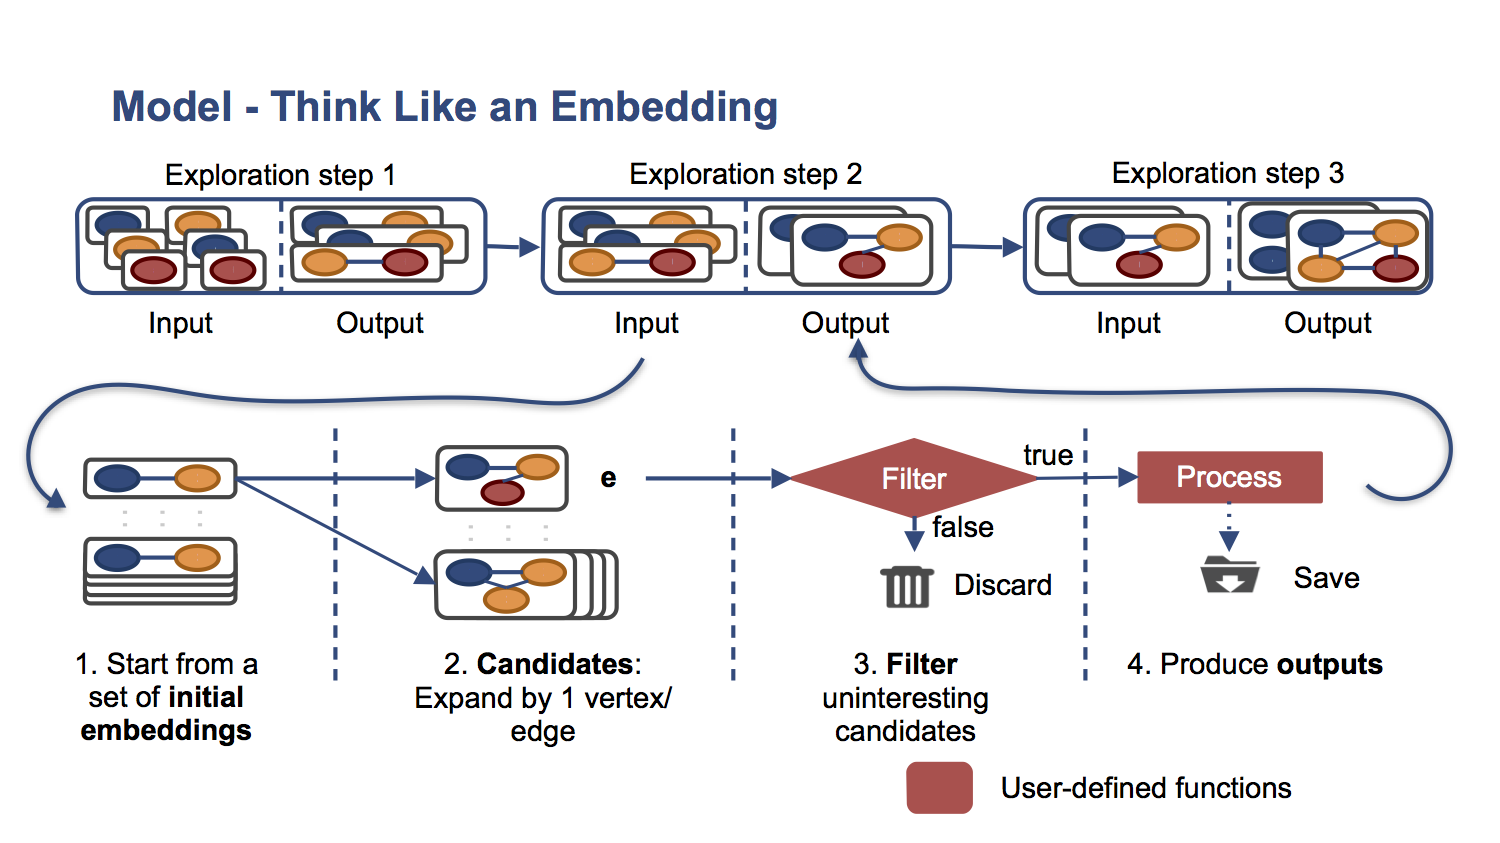 Model - Think Like an Embedding
Exploration step 1
Exploration step 2
Exploration step 3
Input
Output
Input
Output
Input
Output
e
Filter
true
false
Discard
Process
Save
1. Start from a
set of initial
embeddings
2. Candidates:
Expand by 1 vertex/
edge
3. Filter
uninteresting
candidates
4. Produce outputs
User-defined functions